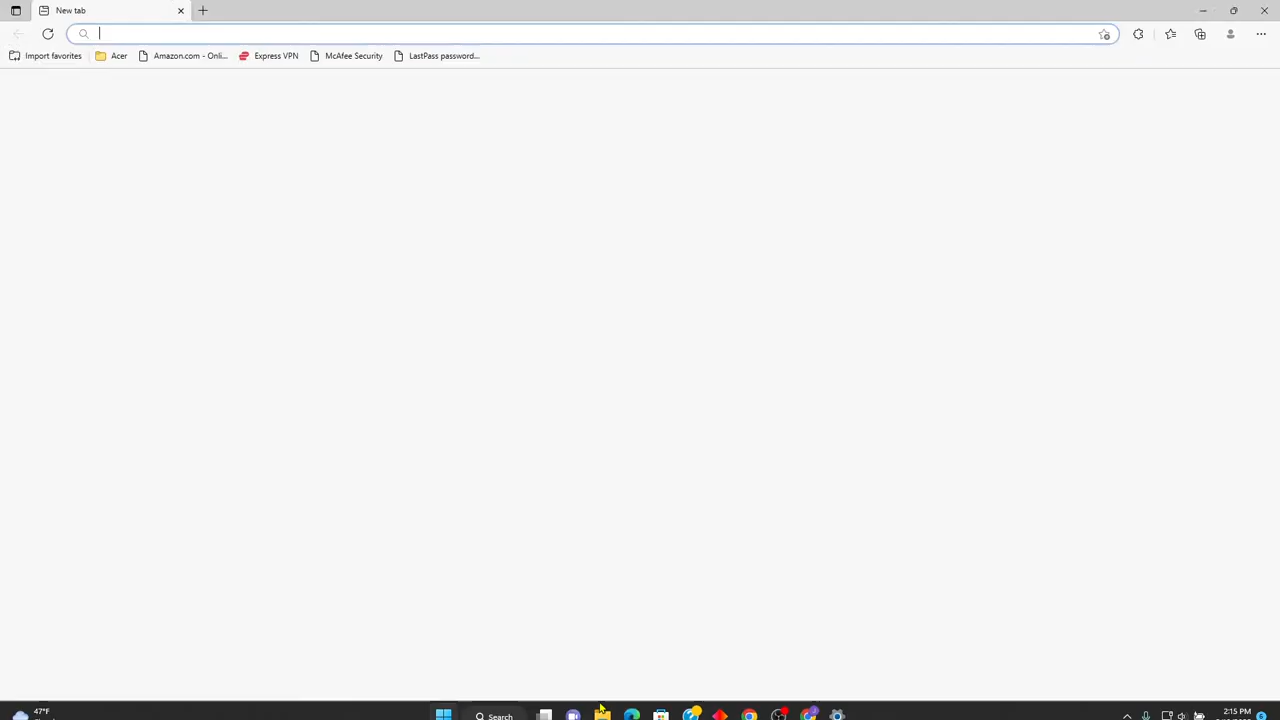 New tab
Import favorites
Acer
Amazon.com - Onli...
Express VPN
McAfee Security
LastPass password...
47°F
Search
2:15 PM